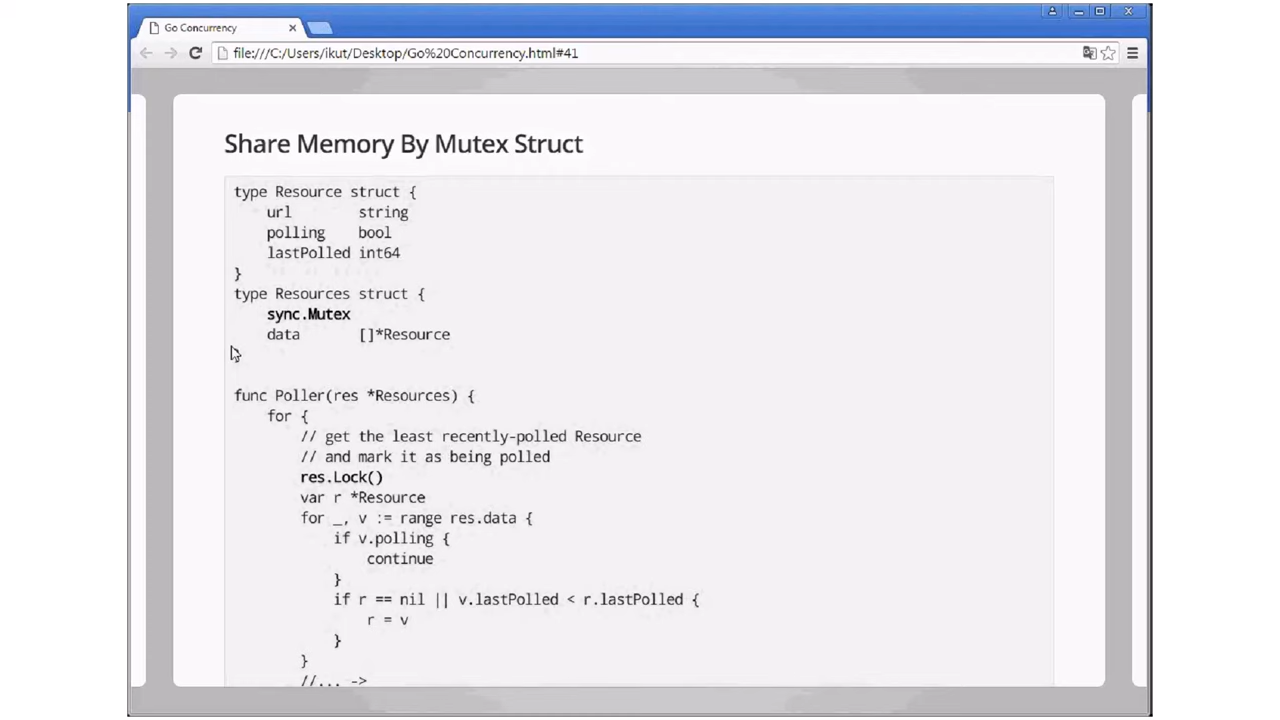 Go Concurrency
file:///C:/Users/ikut/Desktop/Go%20Concurrency.html#41
Share Memory By Mutex Struct
type Resource struct {
    url        string
    polling    bool
    lastPolled int64
}
type Resources struct {
    sync.Mutex
    data       []*Resource

func Poller(res *Resources) {
    for {
        // get the least recently-polled Resource
        // and mark it as being polled
        res.Lock()
        var r *Resource
        for _, v := range res.data {
            if v.polling {
                continue
            }
            if r == nil || v.lastPolled < r.lastPolled {
                r = v
            }
        }
        //... ->